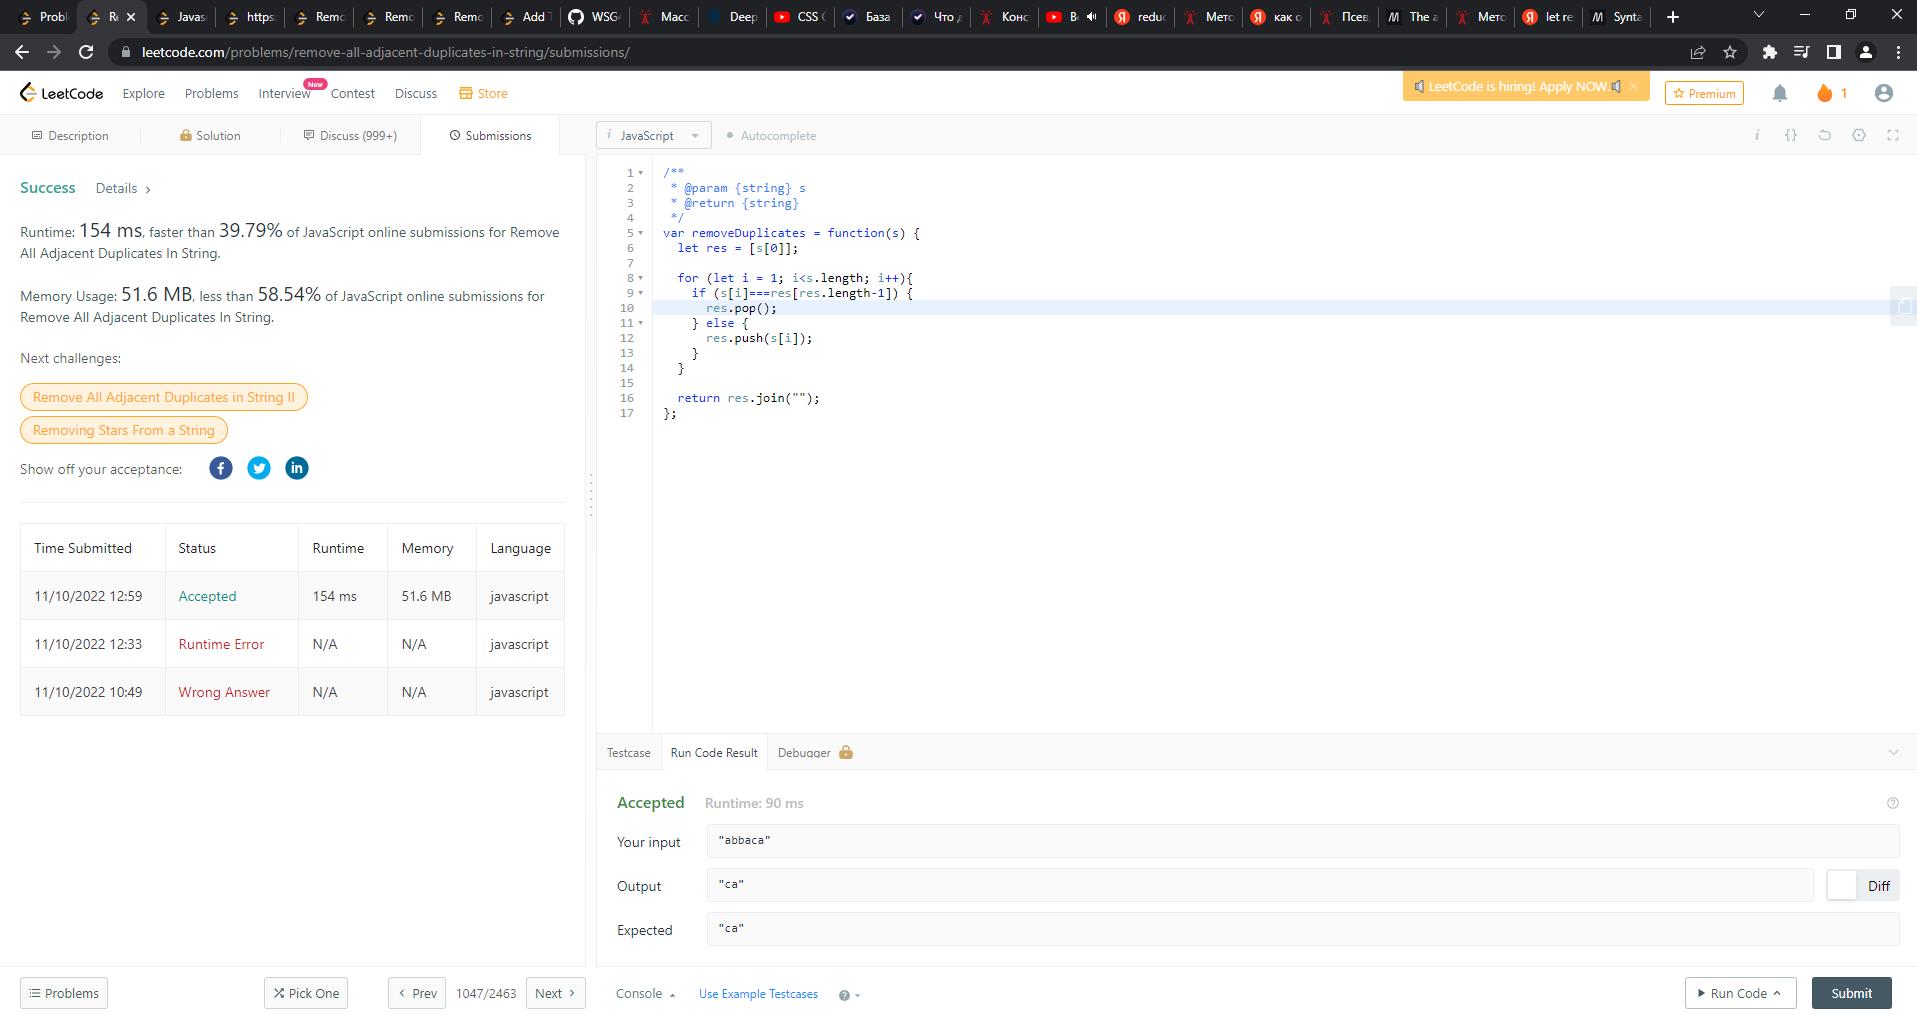 Probl
Re
Javas
https:
Remo
Remo
Remo
Add T
WSG-
Масс
Deep
CSS
База
Что
Конс
reduc
Мето
как о
Псев
The a
Мето
let re
Synta
leetcode.com/problems/remove-all-adjacent-duplicates-in-string/submissions/
LeetCode
Explore
Problems
Interview
New
Contest
Discuss
Store
LeetCode is hiring! Apply NOW.
Premium
1
Description
Solution
Discuss (999+)
Submissions
i JavaScript
Autocomplete
i {}
Success Details >
Runtime: 154 ms, faster than 39.79% of JavaScript online submissions for Remove
All Adjacent Duplicates In String.
Memory Usage: 51.6 MB, less than 58.54% of JavaScript online submissions for
Remove All Adjacent Duplicates In String.
Next challenges:
Remove All Adjacent Duplicates in String II
Removing Stars From a String
Show off your acceptance:
Time Submitted Status Runtime Memory Language
11/10/2022 12:59 Accepted 154 ms 51.6 MB javascript
11/10/2022 12:33 Runtime Error N/A N/A javascript
11/10/2022 10:49 Wrong Answer N/A N/A javascript
1 /**
2 * @param {string} s
3 * @return {string}
4 */
5 var removeDuplicates = function(s) {
6 let res = [s[0]];
7
8 for (let i = 1; i<s.length; i++){
9 if (s[i]===res[res.length-1]) {
10 res.pop();
11 } else {
12 res.push(s[i]);
13 }
14 }
15
16 return res.join("");
17 };
Testcase
Run Code Result
Debugger
Accepted Runtime: 90 ms
Your input "abbaca"
Output "ca"
Diff
Expected "ca"
Problems
Pick One
< Prev
1047/2463
Next >
Console
Use Example Testcases
Run Code
Submit